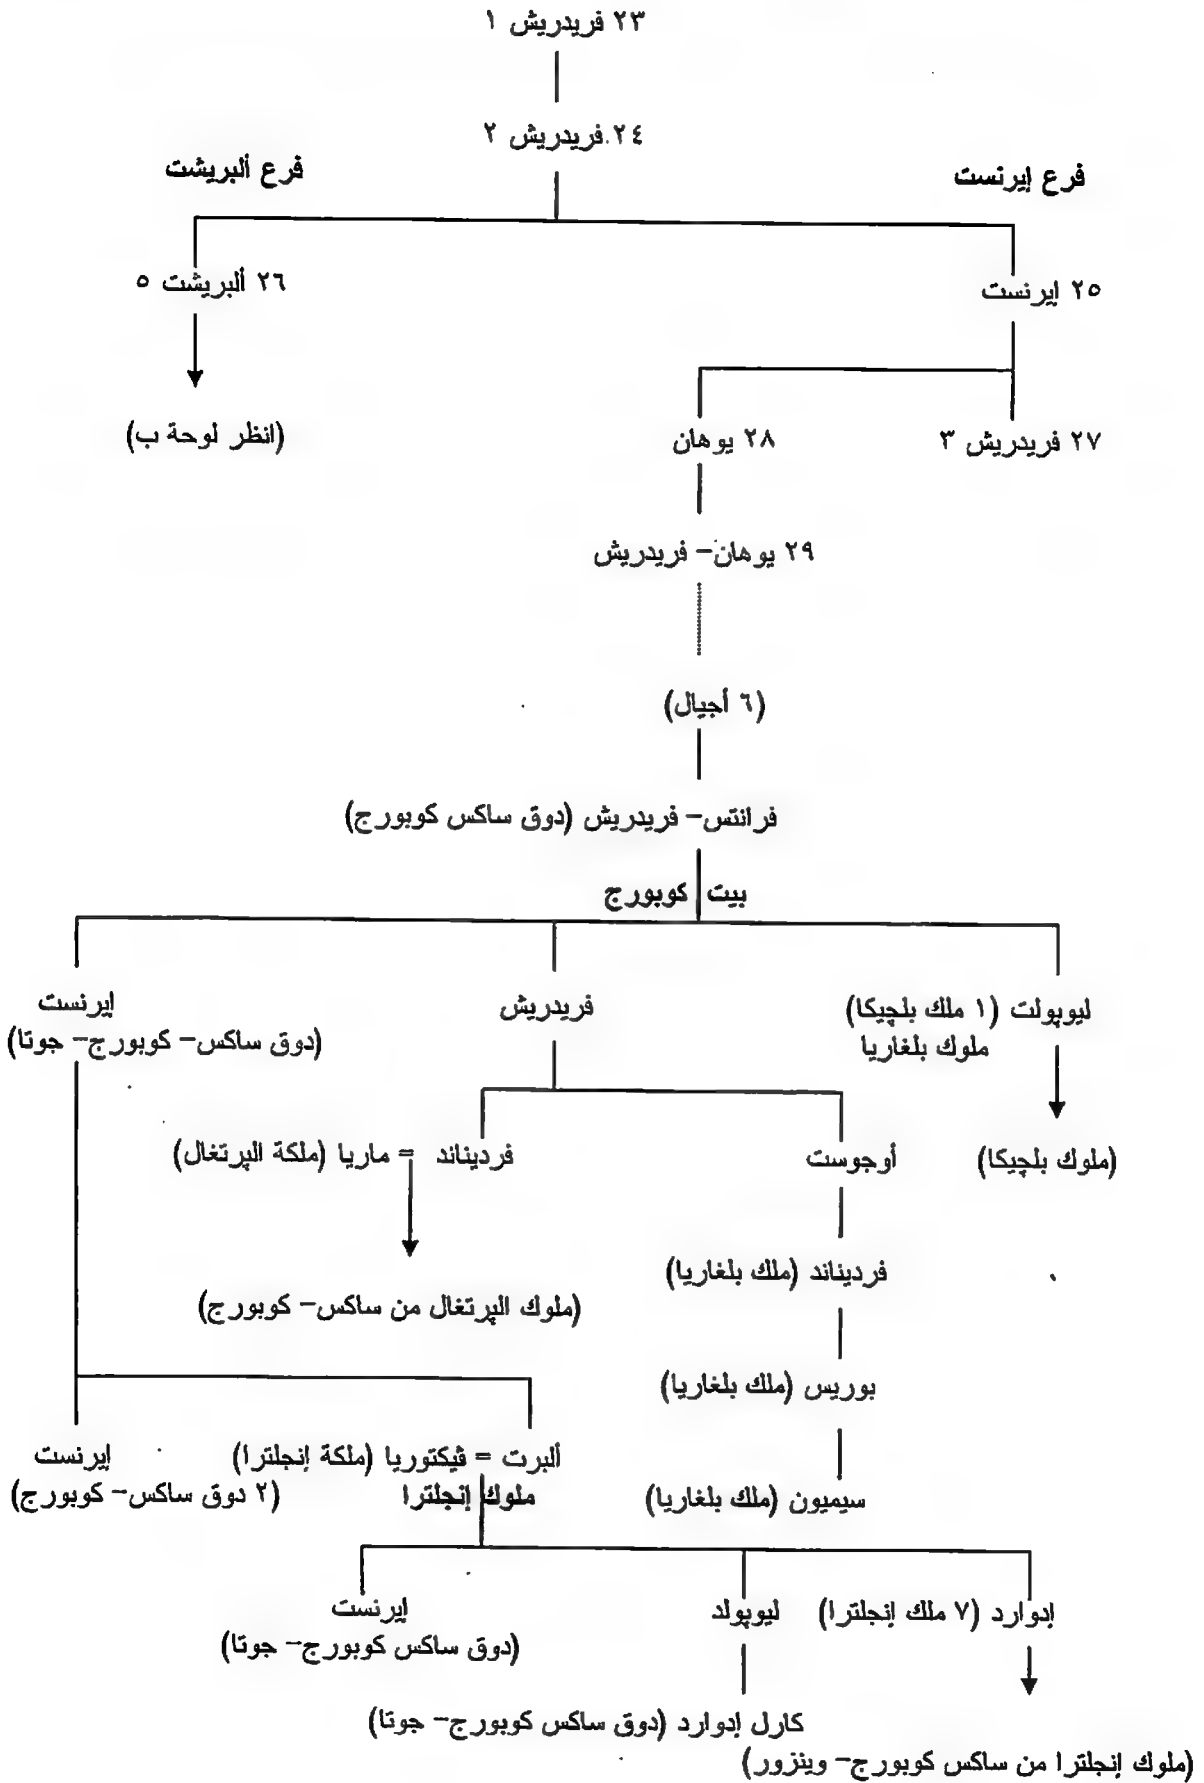 ٢٣ فريدريش ١
٢٤ فريدريش ٢
فرع إيرنست
فرع ألبريشت
٢٥ إيرنست
٢٦ ألبريشت ٥
٢٧ فريدريش ٣
٢٨ يوهان
(انظر لوحة ب)
٢٩ يوهان– فريدريش
(٦ أجيال)
فرانتس– فريدريش (دوق ساكس كوبورج)
بيت كوبورج
ليوبولت (١ ملك بلچيكا)
ملوك بلغاريا
فريدريش
إيرنست
(دوق ساكس– كوبورج– جوتا)
(ملوك بلچيكا)
أوجوست
فرديناند = ماريا (ملكة الپرتغال)
فرديناند (ملك بلغاريا)
(ملوك الپرتغال من ساكس– كوبورج)
بوريس (ملك بلغاريا)
سيميون (ملك بلغاريا)
ألبرت = ڤيكتوريا (ملكة إنجلترا)
ملوك إنجلترا
إيرنست
(٢ دوق ساكس– كوبورج)
إدوارد (٧ ملك إنجلترا)
ليوپولد
إيرنست
(دوق ساكس كوبورج– جوتا)
كارل إدوارد (دوق ساكس كوبورج– جوتا)
(ملوك إنجلترا من ساكس كوبورج– وينزور)